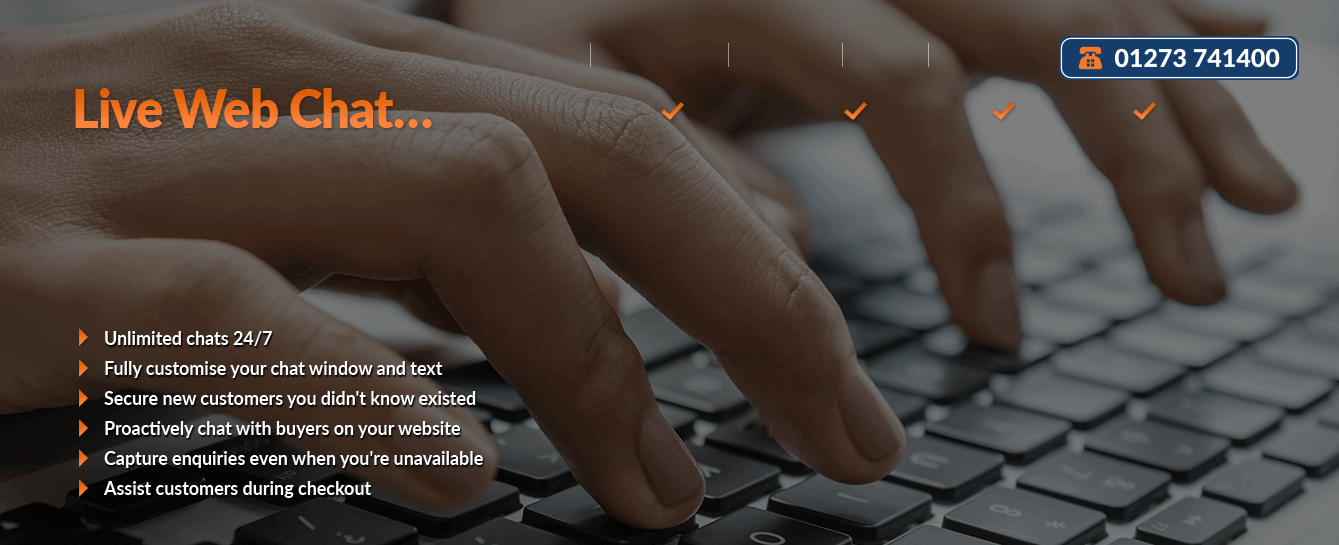 01273 741400
Live Web Chat...
Unlimited chats 24/7
Fully customise your chat window and text
Secure new customers you didn't know existed
Proactively chat with buyers on your website
Capture enquiries even when you're unavailable
Assist customers during checkout